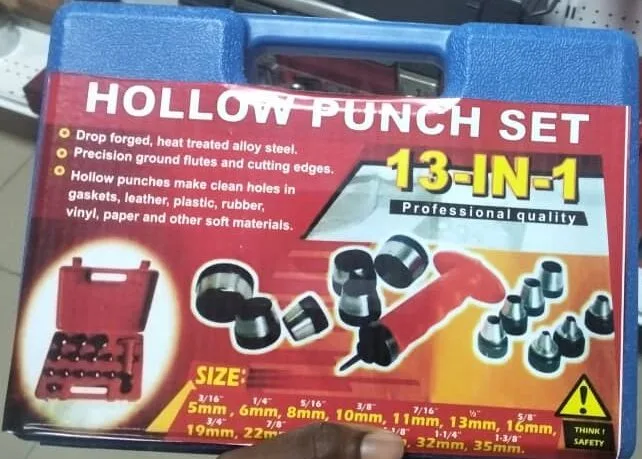 HOLLOW PUNCH SET
Drop forged, heat treated alloy steel.
Precision ground flutes and cutting edges.
Hollow punches make clean holes in
gaskets, leather, plastic, rubber,
vinyl, paper and other soft materials.
13-IN-1
Professional quality
SIZE:
3/16" 1/4" 5/16" 3/8" 7/16" ½" 5/8"
5mm, 6mm, 8mm, 10mm, 11mm, 13mm, 16mm,
3/4" 7/8" 1/8" 1-1/4" 1-3/8"
19mm, 22m , 32mm, 35mm.
THINK!
SAFETY